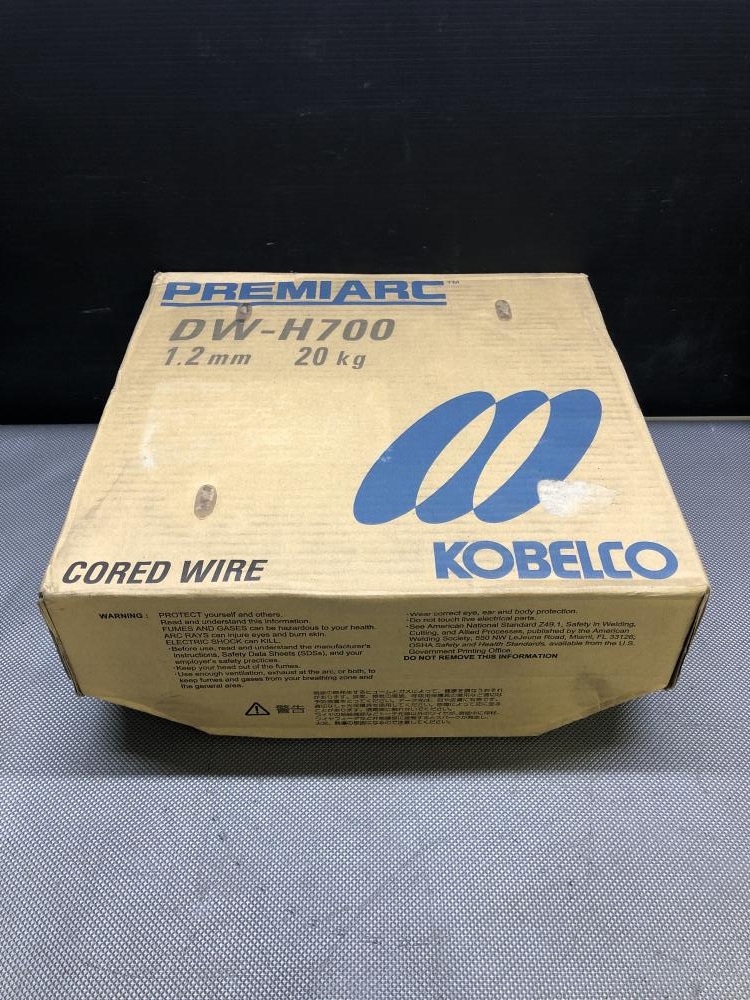 PREMIARC™
DW-H700
1.2mm 20 kg
KOBELCO
CORED WIRE
WARNING : PROTECT yourself and others.
Read and understand this information.
FUMES AND GASES can be hazardous to your health.
ARC RAYS can injure eyes and burn skin.
ELECTRIC SHOCK can KILL.
・Before use, read and understand the manufacturer's
instructions, Safety Data Sheets (SDSs), and your
employer's safety practices.
・Keep your head out of the fumes.
・Use enough ventilation, exhaust at the arc, or both, to
keep fumes and gases from your breathing zone and
the general area.
・Wear correct eye, ear and body protection.
・Do not touch live electrical parts.
・See American National Standard Z49.1, Safety in Welding,
Cutting, and Allied Processes, published by the American
Welding Society, 550 NW LeJeune Road, Miami, FL 33126;
OSHA Safety and Health Standards, available from the U.S.
Government Printing Office.
DO NOT REMOVE THIS INFORMATION
警告